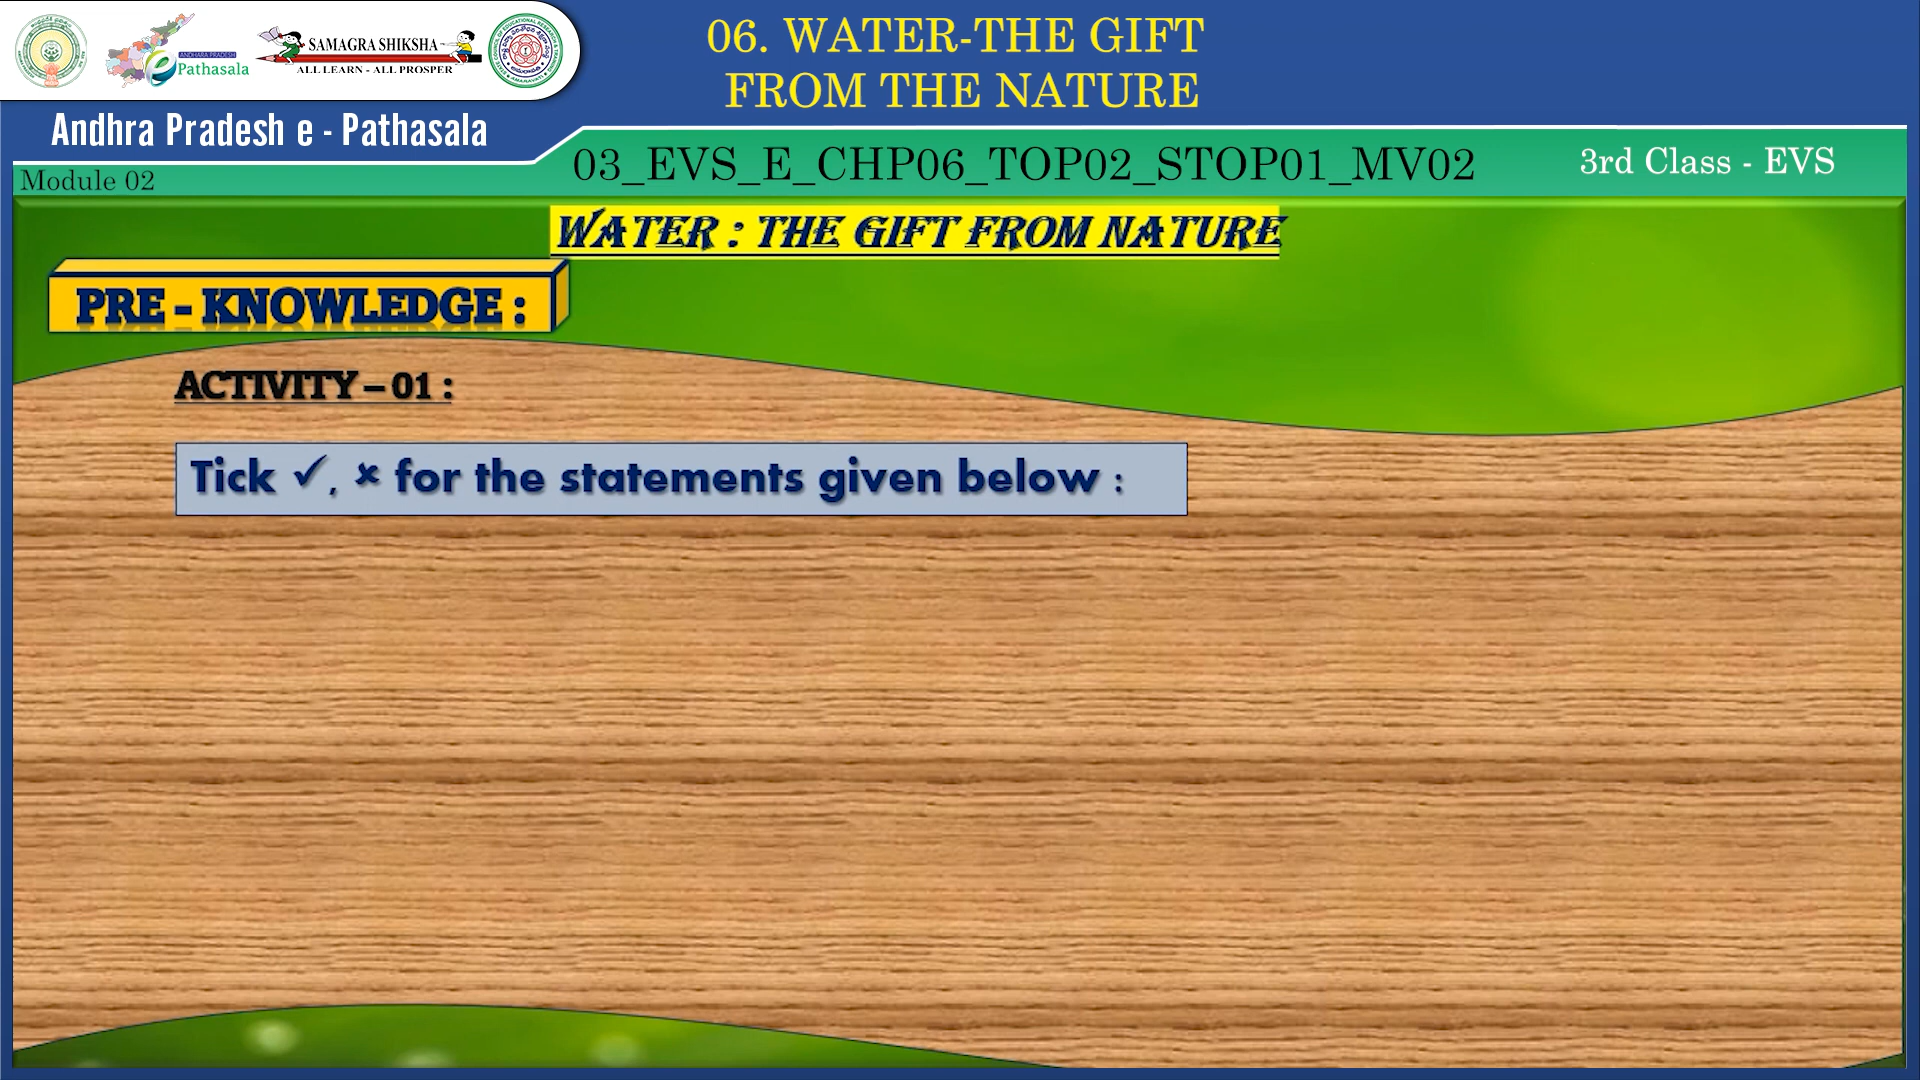 06. WATER-THE GIFT
FROM THE NATURE
ANDHARA PRADESH
Pathasala
SAMAGRA SHIKSHA
ALL LEARN - ALL PROSPER
Andhra Pradesh e - Pathasala
Module 02
03_EVS_E_CHP06_TOP02_STOP01_MV02
3rd Class - EVS
WATER : THE GIFT FROM NATURE
PRE - KNOWLEDGE :
ACTIVITY – 01 :
Tick ✓, × for the statements given below :